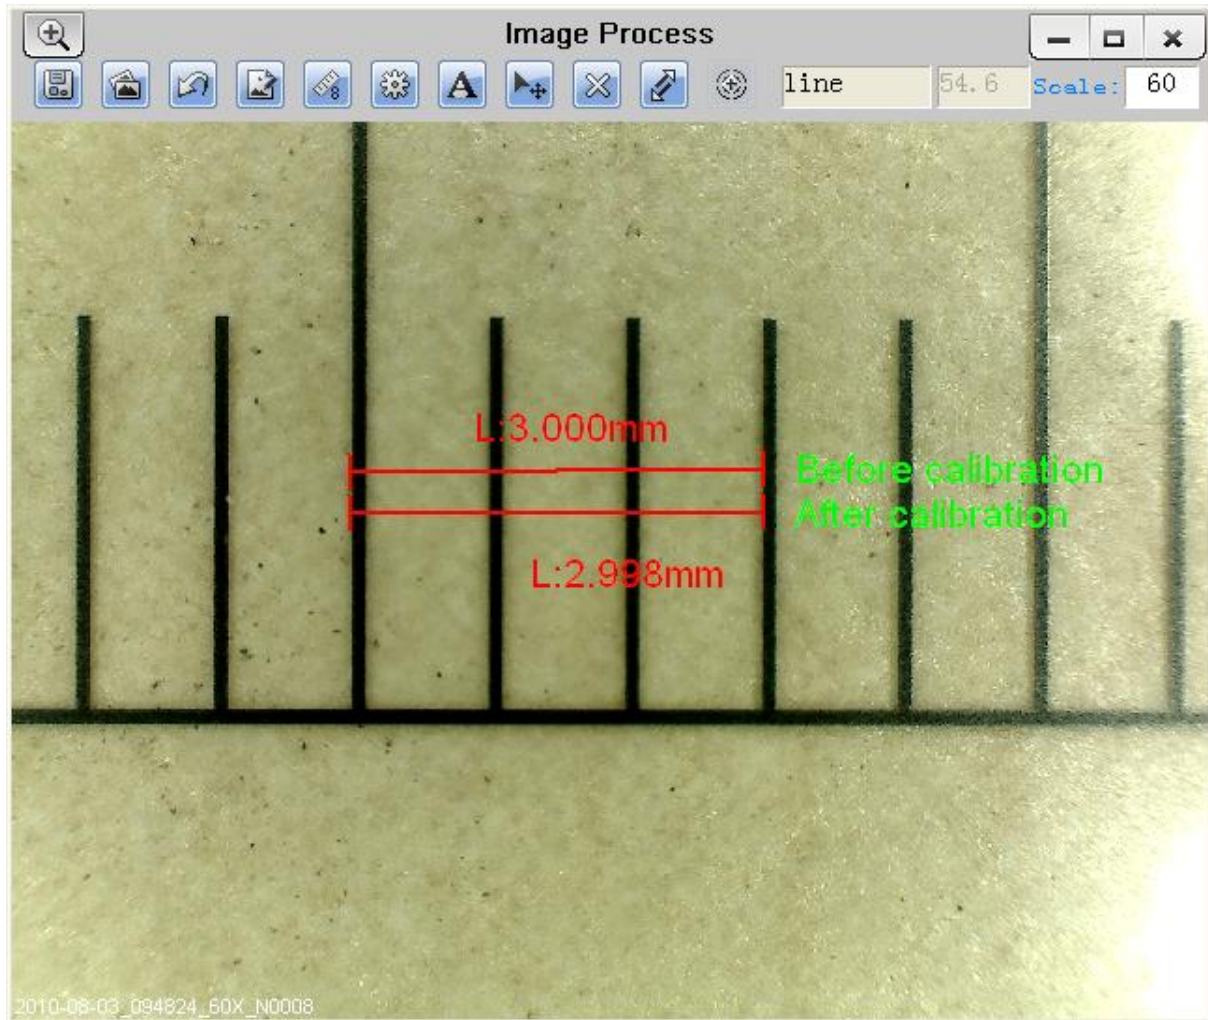 Image Process
A line 54.6 Scale: 60
L:3.000mm
Before calibration
After calibration
L:2.998mm
2010-08-03_094824_60X_N0008